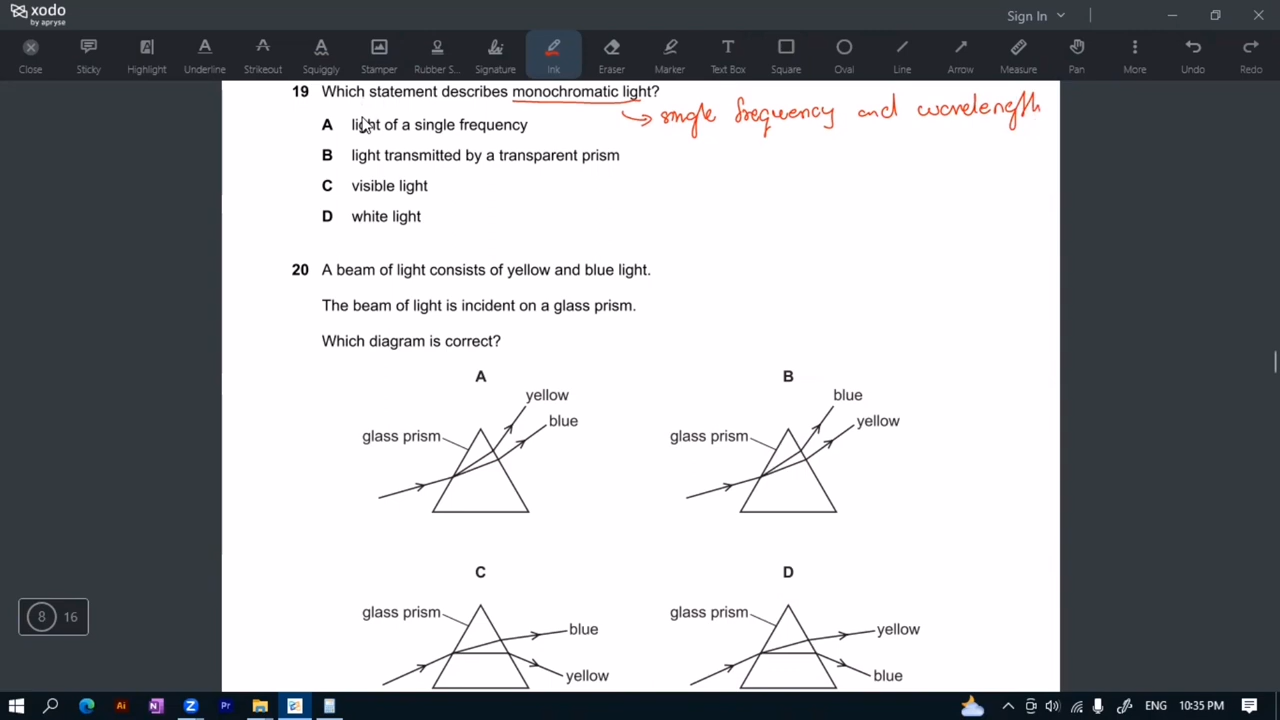 xodo
by apryse
Sign In
Close
Sticky
Highlight
Underline
Strikeout
Squiggly
Stamper
Rubber S...
Signature
Ink
Eraser
Marker
Text Box
Square
Oval
Line
Arrow
Measure
Pan
More
Undo
Redo
19 Which statement describes monochromatic light?
single frequency and wavelength
A light of a single frequency
B light transmitted by a transparent prism
C visible light
D white light
20 A beam of light consists of yellow and blue light.
The beam of light is incident on a glass prism.
Which diagram is correct?
A
yellow
blue
glass prism
B
blue
yellow
glass prism
C
glass prism
blue
yellow
D
glass prism
yellow
blue
8 16
ENG 10:35 PM